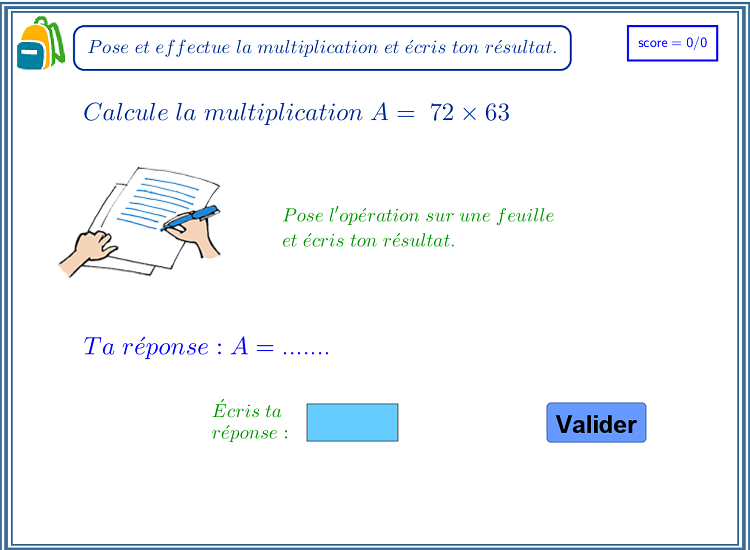 Pose et effectue la multiplication et écris ton résultat.
score = 0/0
Calcule la multiplication A = 72 × 63
Pose l'opération sur une feuille
et écris ton résultat.
Ta réponse : A = .......
Écris ta
réponse :
Valider